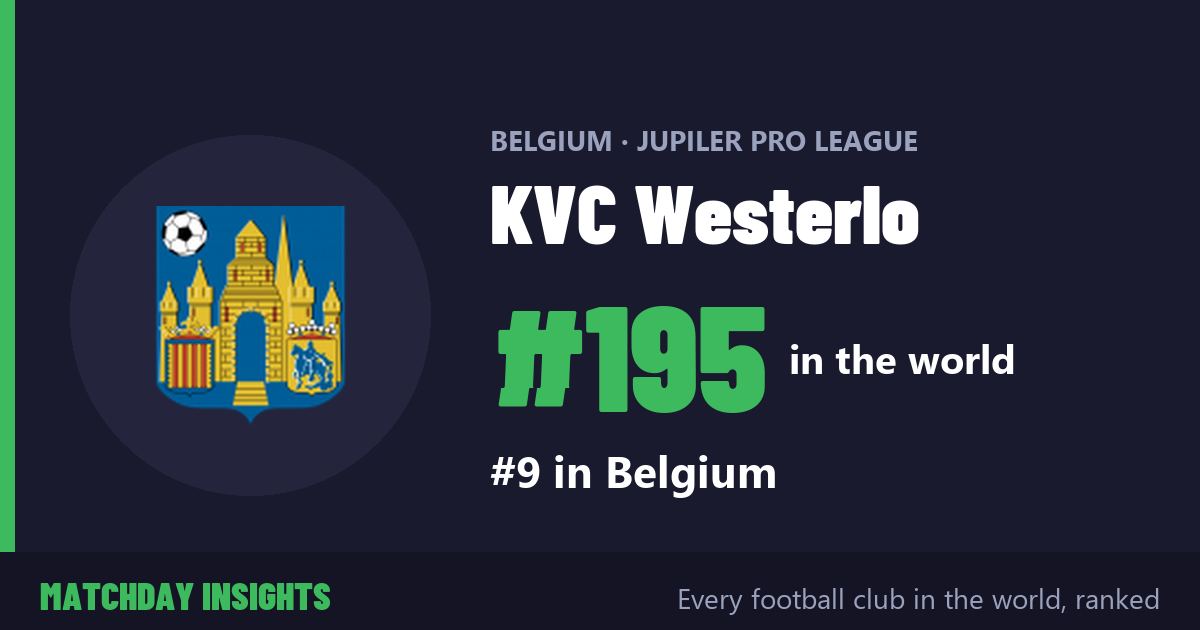 BELGIUM · JUPILER PRO LEAGUE
KVC Westerlo
#195 in the world
#9 in Belgium
MATCHDAY INSIGHTS
Every football club in the world, ranked